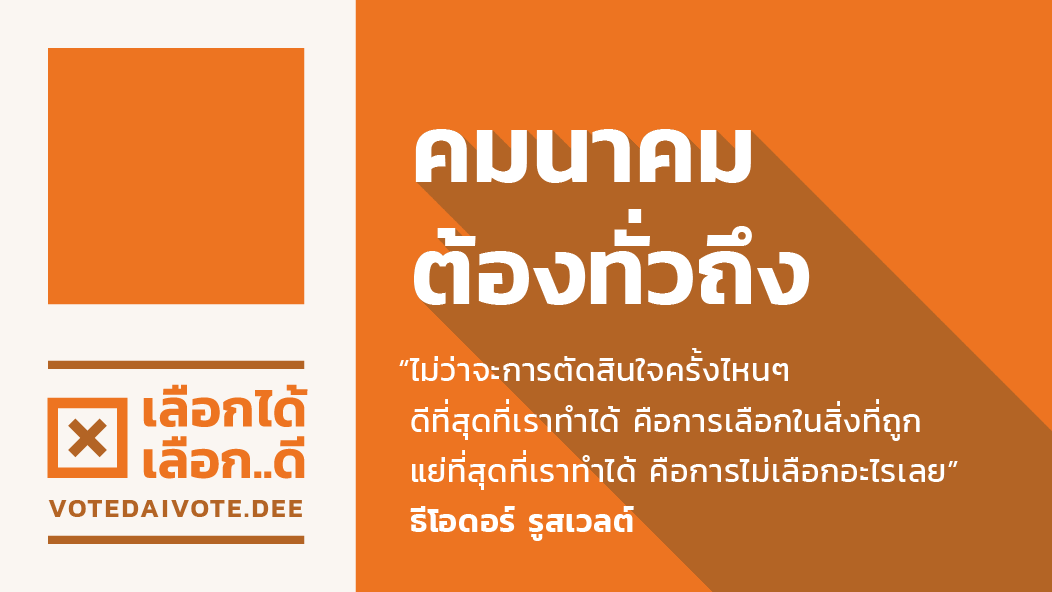 เลือกได้
เลือก..ดี
VOTEDAIVOTE.DEE
คมนาคม
ต้องทั่วถึง
“ไม่ว่าจะการตัดสินใจครั้งไหนๆ
ดีที่สุดที่เราทำได้ คือการเลือกในสิ่งที่ถูก
แย่ที่สุดที่เราทำได้ คือการไม่เลือกอะไรเลย”
ธีโอดอร์ รูสเวลต์